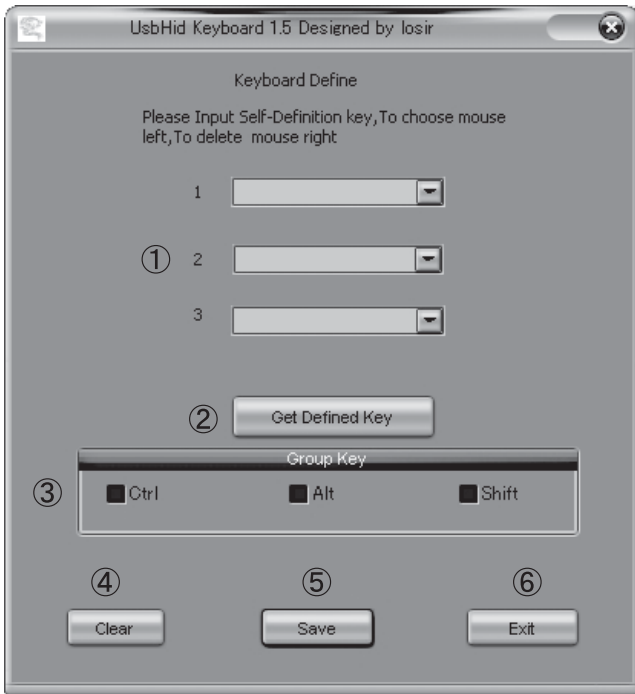 UsbHid Keyboard 1.5 Designed by losir
Keyboard Define
Please Input Self-Definition key,To choose mouse
left,To delete mouse right
1
① 2
3
② Get Defined Key
Group Key
③ Ctrl Alt Shift
④ ⑤ ⑥
Clear Save Exit